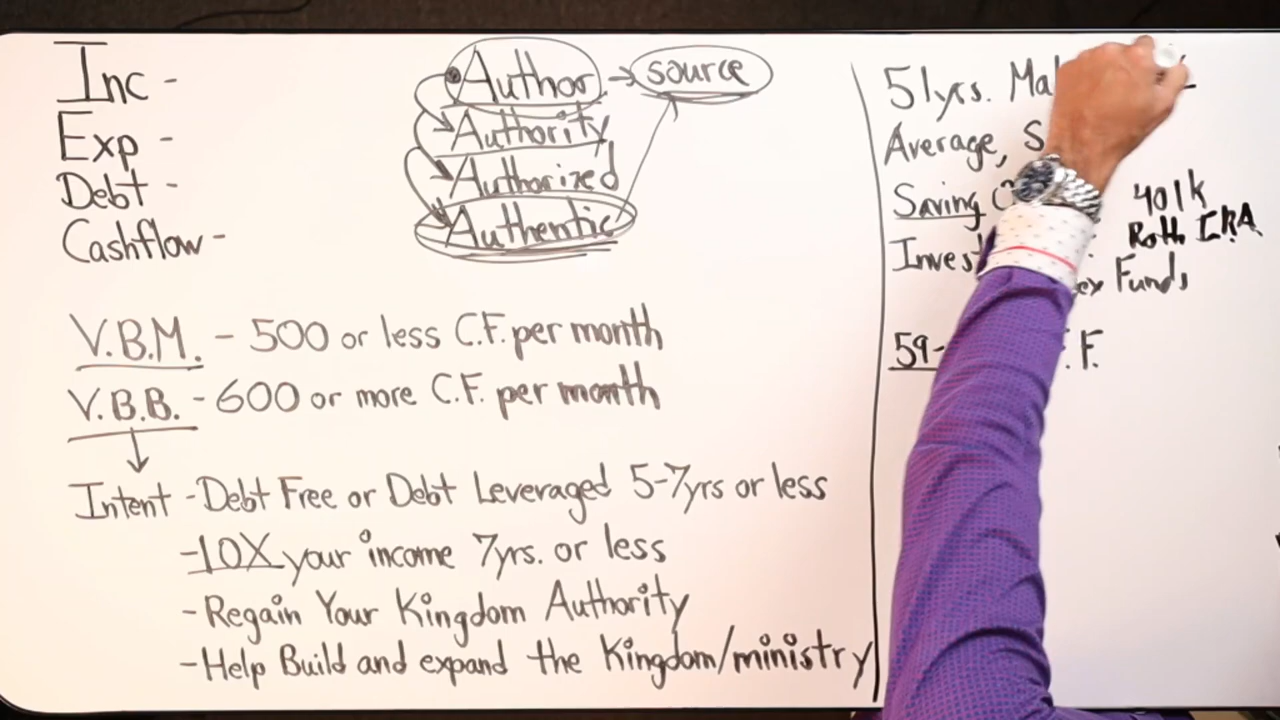 Inc -
Exp -
Debt -
Cashflow -
Author → source
Authority
Authorized
Authentic
V.B.M. - 500 or less C.F. per month
V.B.B. - 600 or more C.F. per month
Intent - Debt Free or Debt Leveraged 5-7yrs or less
-10X your income 7yrs. or less
-Regain Your Kingdom Authority
-Help Build and expand the Kingdom/ministry
51yrs.
Average,
Saving
401k
Roth IRA
Funds
59-
F.